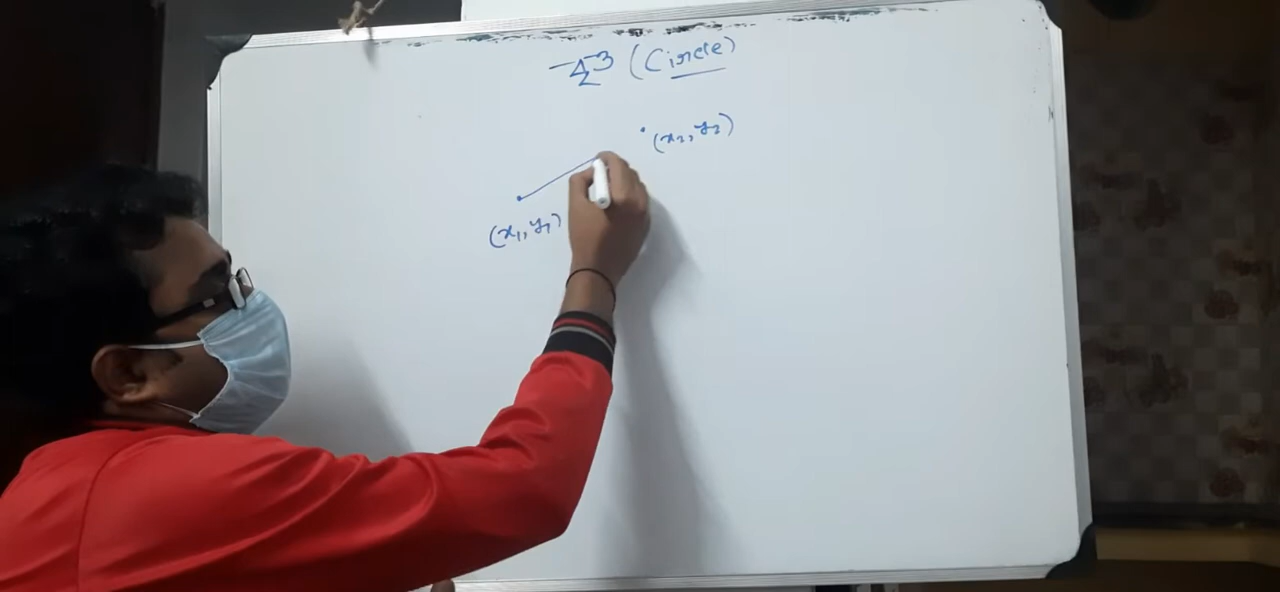 (Circle)
(x₂, y₂)
(x₁, y₁)